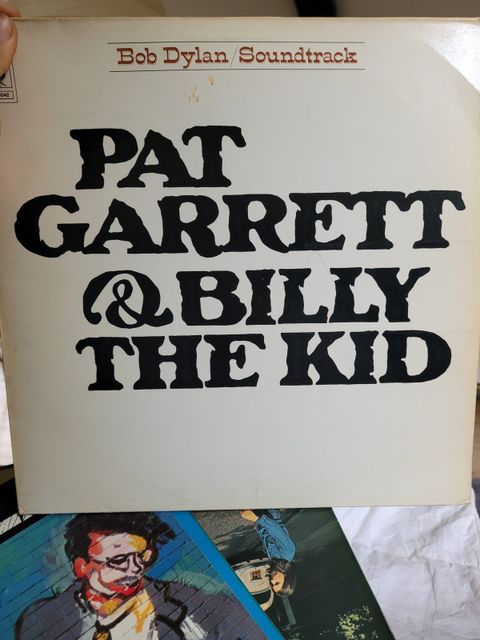 Bob Dylan/Soundtrack
PAT
GARRETT
& BILLY
THE KID